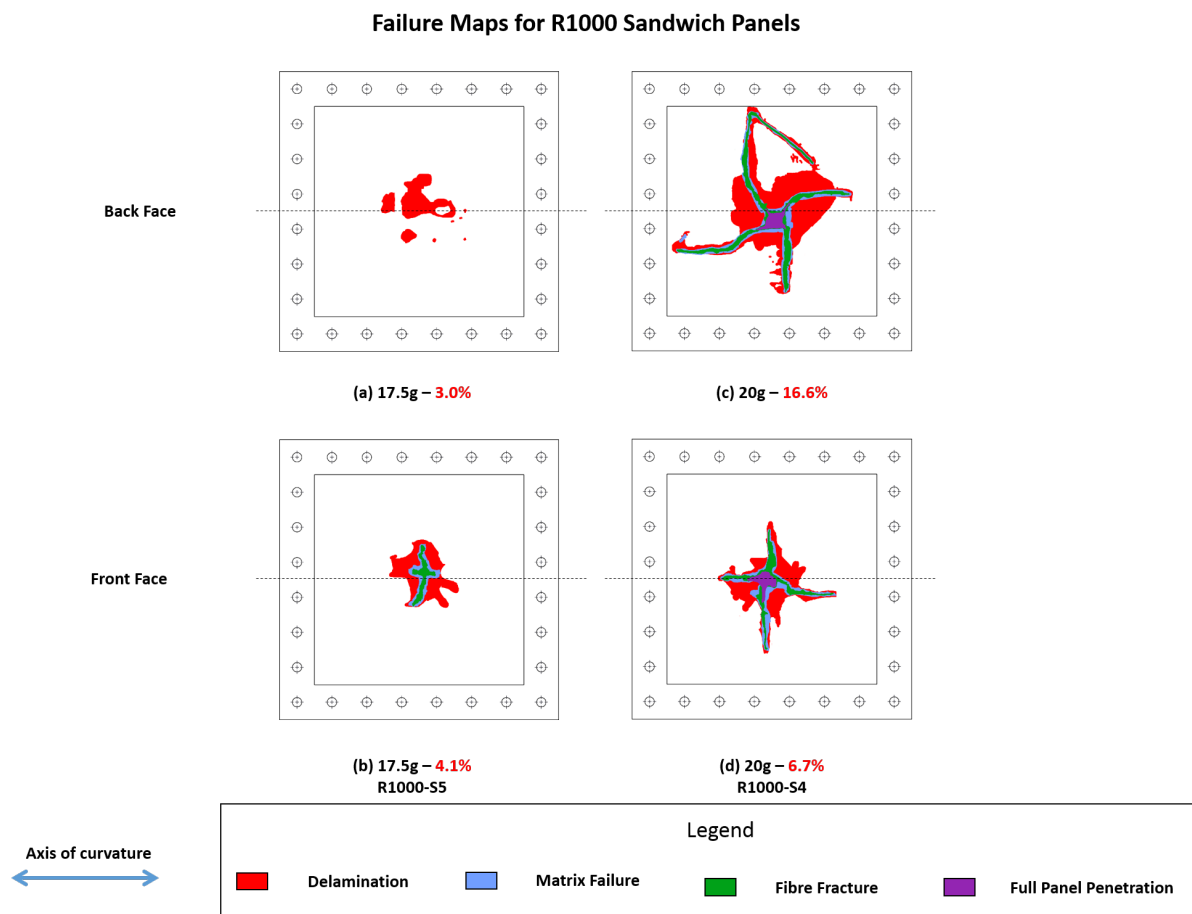 Failure Maps for R1000 Sandwich Panels
Back Face
(a) 17.5g – 3.0%
(c) 20g – 16.6%
Front Face
(b) 17.5g – 4.1%
R1000-S5
(d) 20g – 6.7%
R1000-S4
Axis of curvature
Legend
Delamination
Matrix Failure
Fibre Fracture
Full Panel Penetration